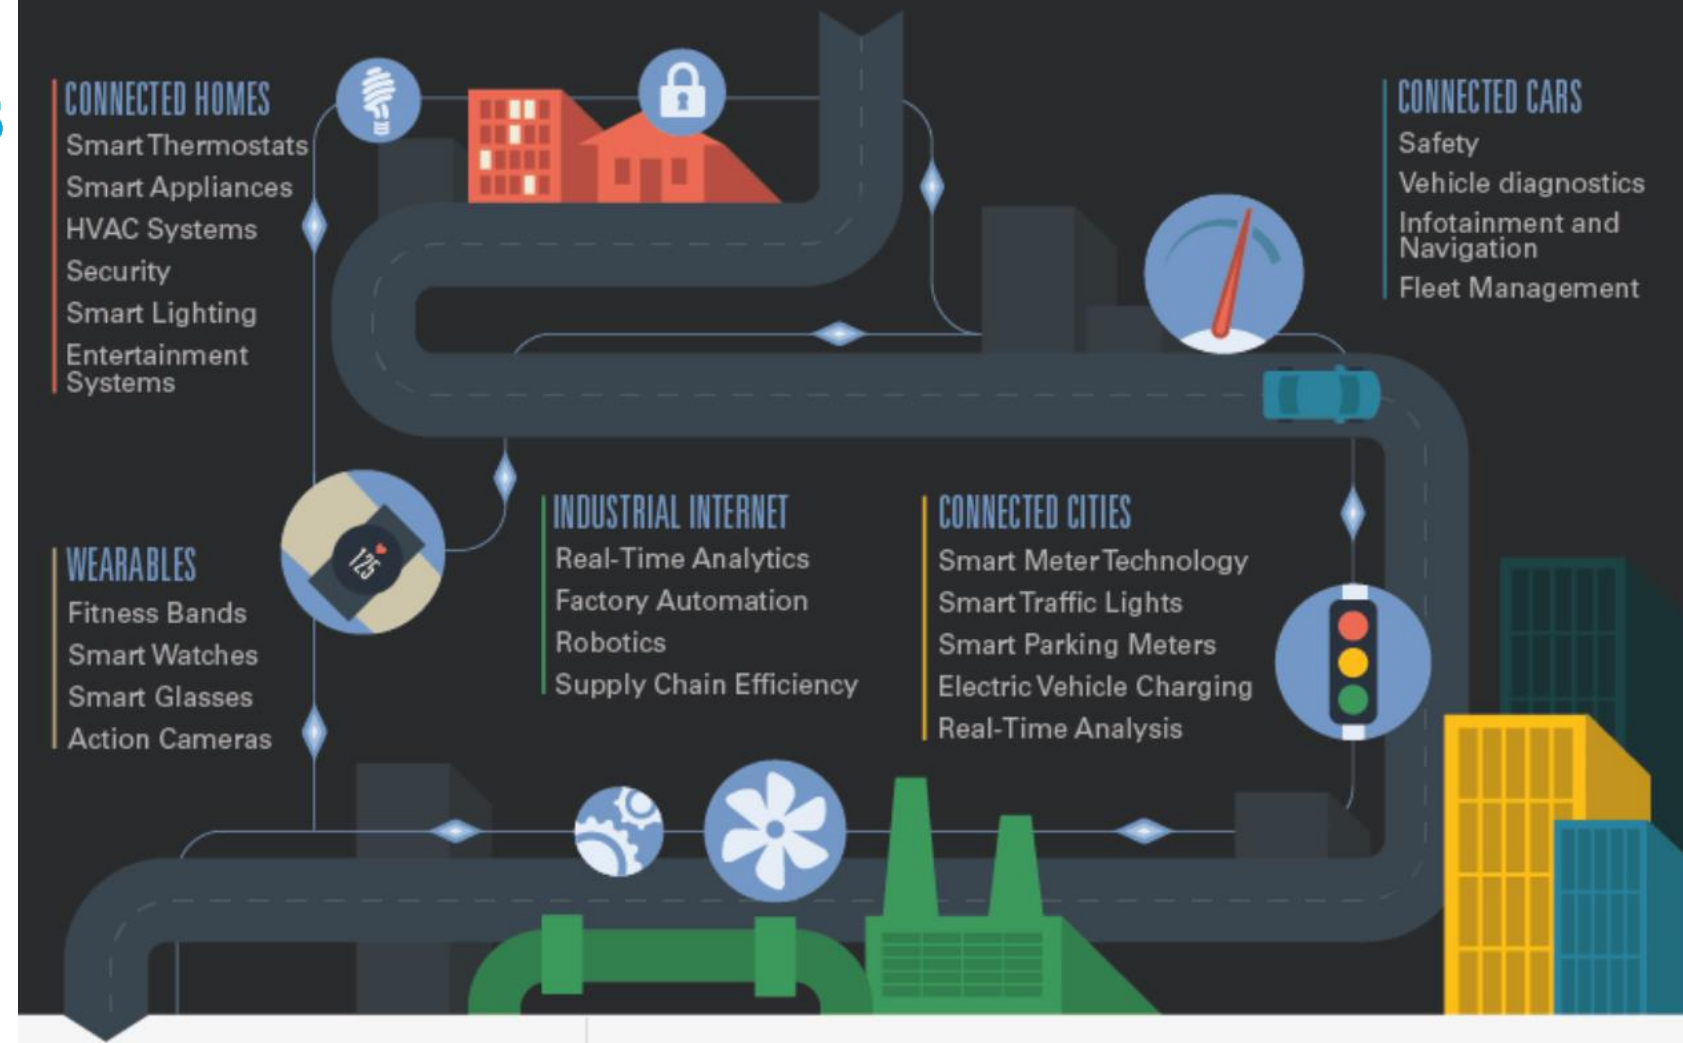 CONNECTED HOMES
Smart Thermostats
Smart Appliances
HVAC Systems
Security
Smart Lighting
Entertainment
Systems
CONNECTED CARS
Safety
Vehicle diagnostics
Infotainment and
Navigation
Fleet Management
WEARABLES
Fitness Bands
Smart Watches
Smart Glasses
Action Cameras
125
INDUSTRIAL INTERNET
Real-Time Analytics
Factory Automation
Robotics
Supply Chain Efficiency
CONNECTED CITIES
Smart Meter Technology
Smart Traffic Lights
Smart Parking Meters
Electric Vehicle Charging
Real-Time Analysis